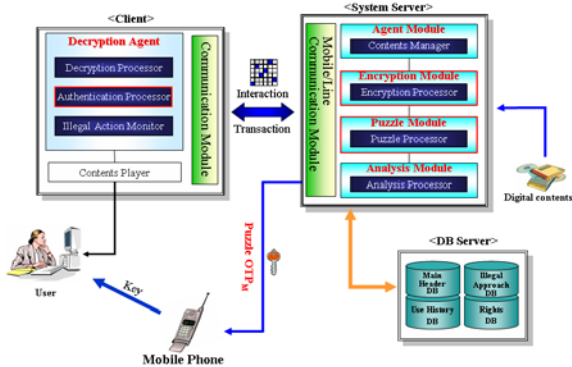 <Client>
Decryption Agent
Decryption Processor
Authentication Processor
Illegal Action Monitor
Contents Player
Communication Module
Interaction
Transaction
<System Server>
Mobile/Line
Communication Module
Agent Module
Contents Manager
Encryption Module
Encryption Processor
Puzzle Module
Puzzle Processor
Analysis Module
Analysis Processor
Digital contents
<DB Server>
Main
Header
DB
Illegal
Approach
DB
Use History
DB
Rights
DB
Puzzle OTPM
Key
User
Mobile Phone